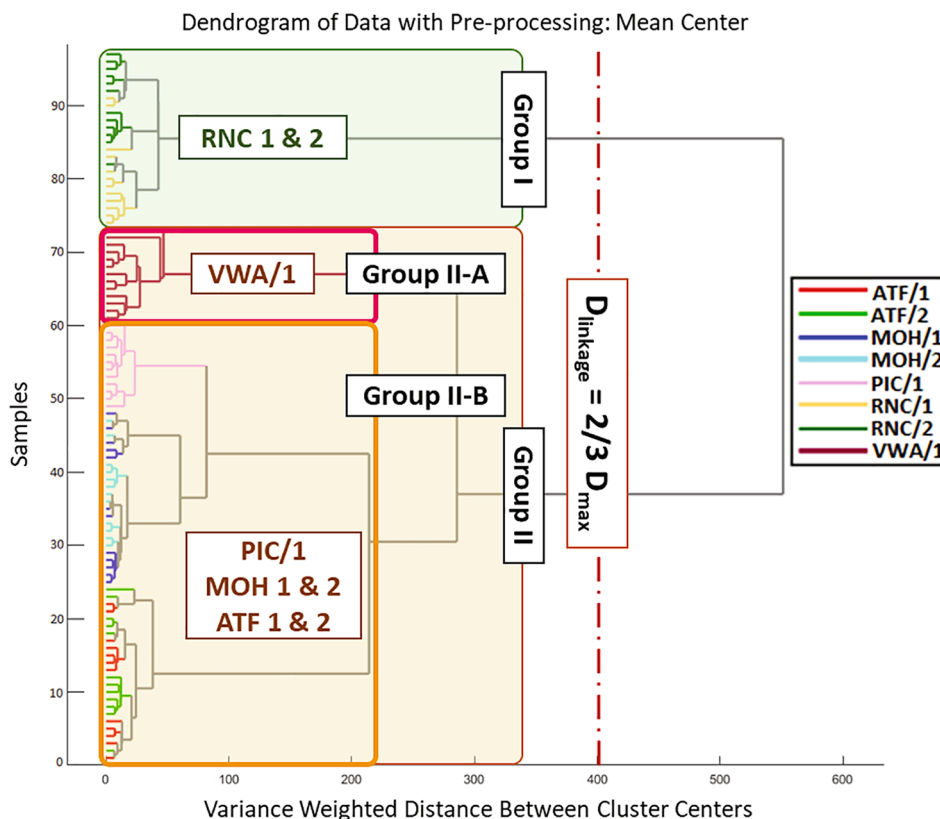 Dendrogram of Data with Pre-processing: Mean Center
Samples
90
80
70
60
50
40
30
20
10
0
RNC 1 & 2
Group I
VWA/1
Group II-A
Group II-B
Group II
PIC/1
MOH 1 & 2
ATF 1 & 2
Dlinkage = 2/3 Dmax
ATF/1
ATF/2
MOH/1
MOH/2
PIC/1
RNC/1
RNC/2
VWA/1
0 100 200 300 400 500 600
Variance Weighted Distance Between Cluster Centers